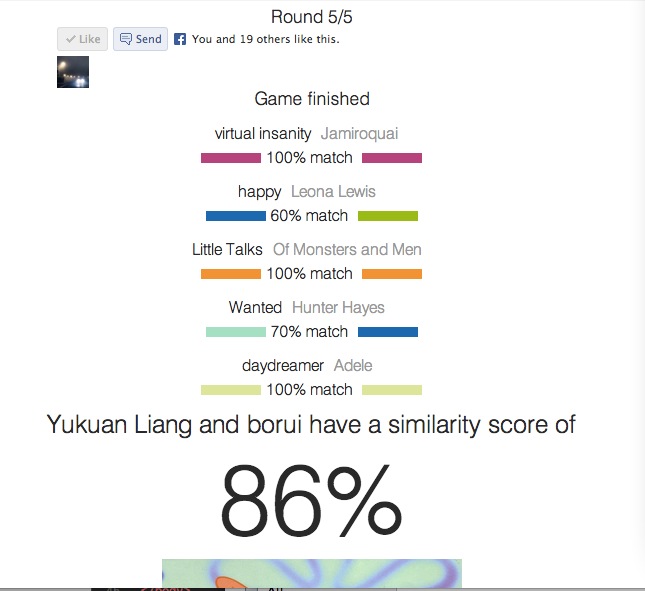 Round 5/5
Like Send You and 19 others like this.
Game finished
virtual insanity Jamiroquai
100% match
happy Leona Lewis
60% match
Little Talks Of Monsters and Men
100% match
Wanted Hunter Hayes
70% match
daydreamer Adele
100% match
Yukuan Liang and borui have a similarity score of
86%